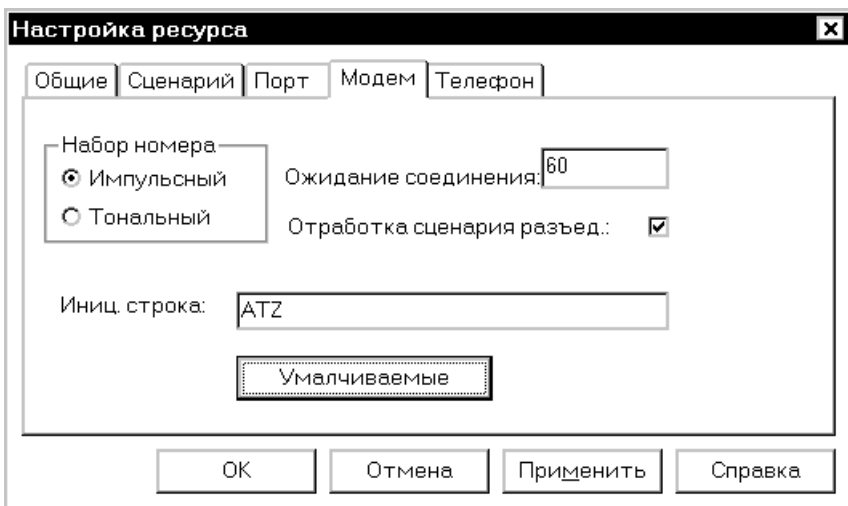 Настройка ресурса
Общие Сценарий Порт Модем Телефон
Набор номера
Импульсный
Ожидание соединения: 60
Тональный
Отработка сценария разъед.:
Иниц. строка: ATZ
Умалчиваемые
OK Отмена Применить Справка